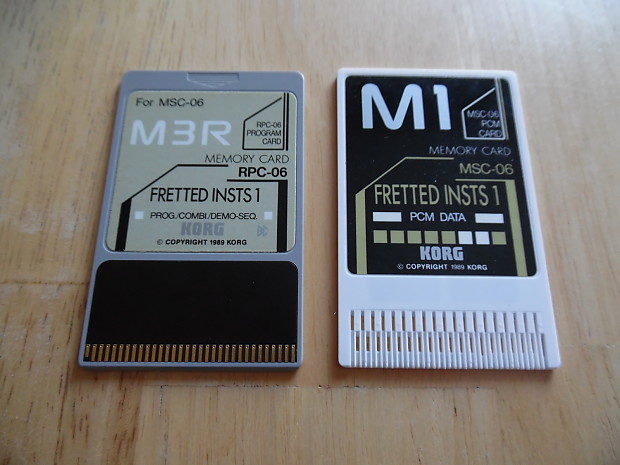 For MSC-06
M3R
RPC-06
PROGRAM
CARD
MEMORY CARD
RPC-06
FRETTED INSTS 1
PROG./COMBI/DEMO-SEQ.
KORG
© COPYRIGHT 1989 KORG
M1
MSC-06
PCM
CARD
MEMORY CARD
MSC-06
FRETTED INSTS 1
PCM DATA
KORG
© COPYRIGHT 1989 KORG